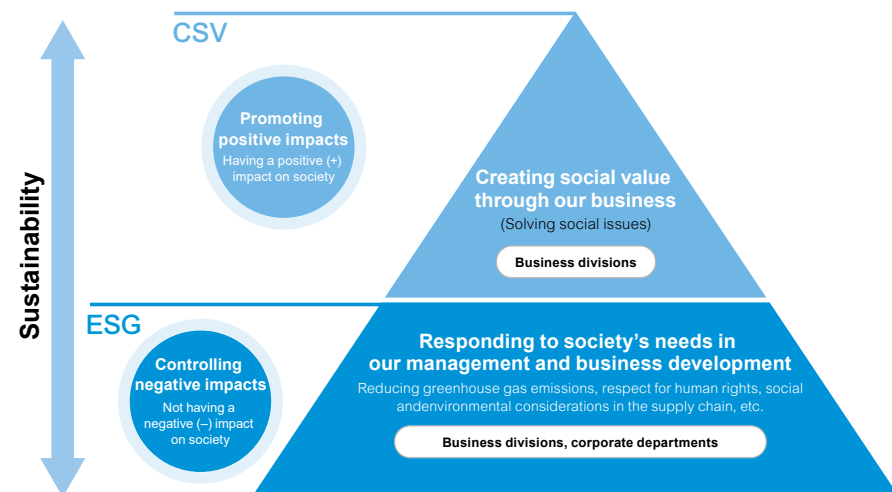 CSV
Promoting
positive impacts
Having a positive (+)
impact on society
Creating social value
through our business
(Solving social issues)
Business divisions
Sustainability
ESG
Controlling
negative impacts
Not having a
negative (–) impact
on society
Responding to society’s needs in
our management and business development
Reducing greenhouse gas emissions, respect for human rights, social
andenvironmental considerations in the supply chain, etc.
Business divisions, corporate departments